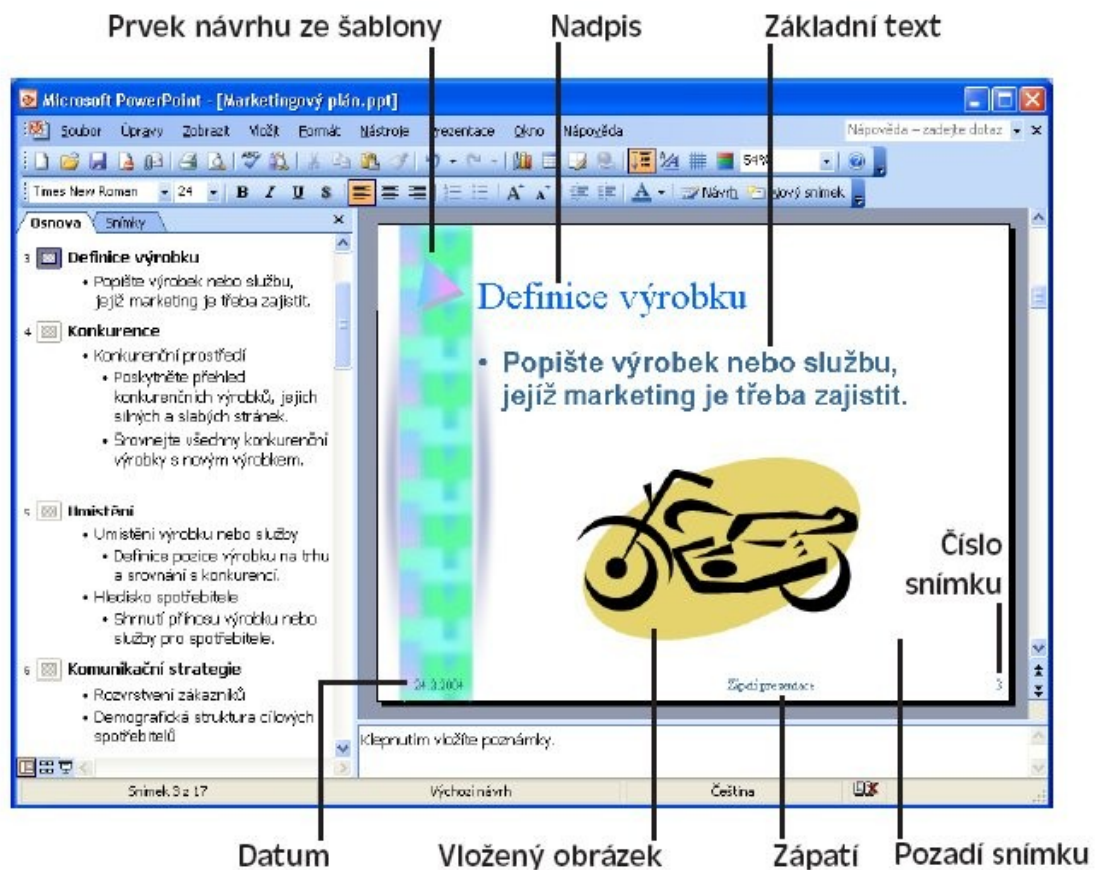 Prvek návrhu ze šablony
Nadpis
Základní text
Microsoft PowerPoint - [Marketingový plán.ppt]
Soubor Úpravy Zobrazit Vložit Formát Nástroje Prezentace Okno Nápověda
Nápověda – zadejte dotaz
54%
Times New Roman 24 B I U S A A A Návrh Nový snímek
Osnova Snímky
3 Definice výrobku
• Popište výrobek nebo službu,
jejíž marketing je třeba zajistit.
4 Konkurence
• Konkurenční prostředí
• Poskytněte přehled
konkurenčních výrobků, jejich
silných a slabých stránek.
• Srovnejte všechny konkurenční
výrobky s novým výrobkem.
5 Umístění
• Umístění výrobku nebo služby
• Definice pozice výrobku na trhu
a srovnání s konkurencí.
• Hledisko spotřebitele
• Shrnutí přínosu výrobku nebo
služby pro spotřebitele.
6 Komunikační strategie
• Rozvrstvení zákazníků
• Demografická struktura cílových
spotřebitelů
Definice výrobku
• Popište výrobek nebo službu,
jejíž marketing je třeba zajistit.
Číslo
snímku
24.3.2004
Zápatí prezentace
3
Klepnutím vložíte poznámky.
Snímek 3 z 17
Výchozí návrh
Čeština
Datum
Vložený obrázek
Zápatí
Pozadí snímku